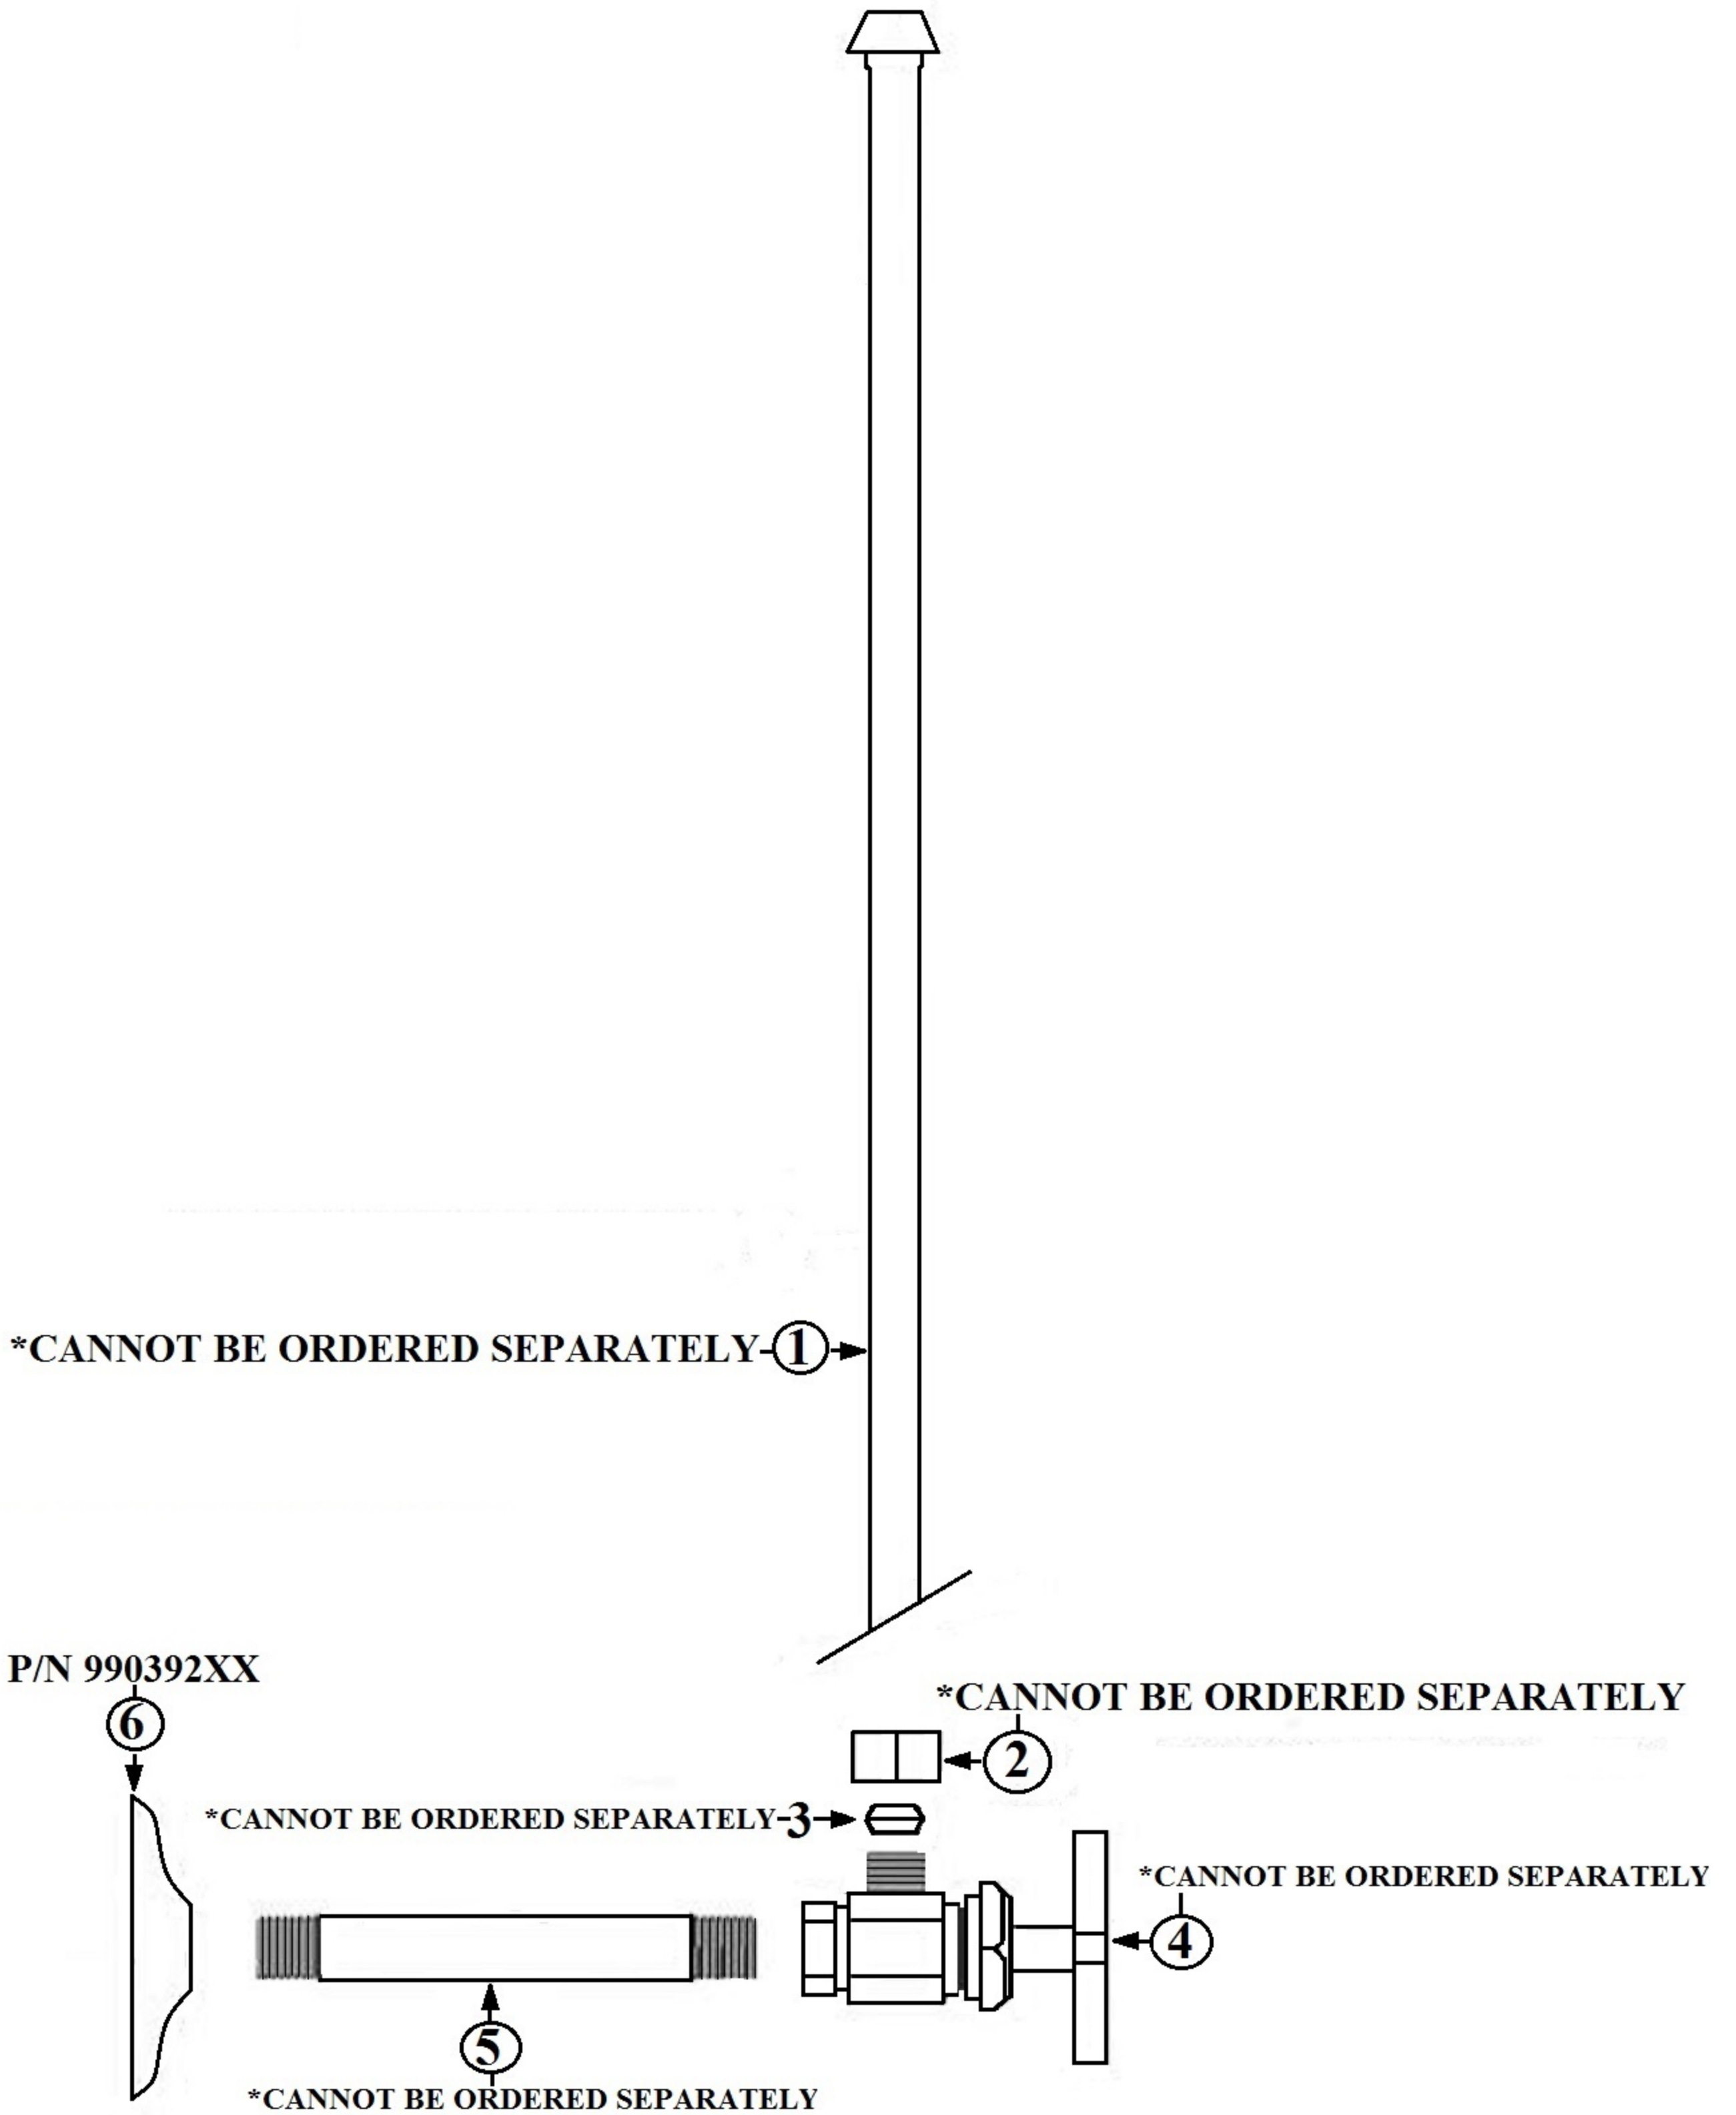 *CANNOT BE ORDERED SEPARATELY 1
P/N 990392XX
6
*CANNOT BE ORDERED SEPARATELY
2
*CANNOT BE ORDERED SEPARATELY 3
*CANNOT BE ORDERED SEPARATELY
4
5
*CANNOT BE ORDERED SEPARATELY